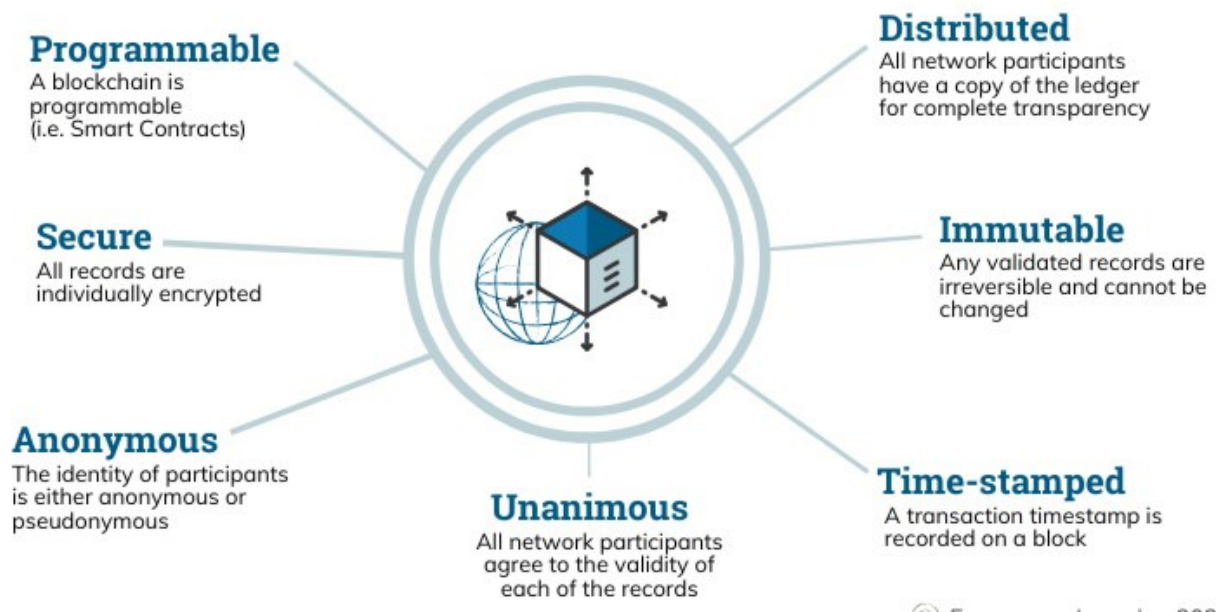 Programmable
A blockchain is
programmable
(i.e. Smart Contracts)
Distributed
All network participants
have a copy of the ledger
for complete transparency
Secure
All records are
individually encrypted
Immutable
Any validated records are
irreversible and cannot be
changed
Anonymous
The identity of participants
is either anonymous or
pseudonymous
Unanimous
All network participants
agree to the validity of
each of the records
Time-stamped
A transaction timestamp is
recorded on a block